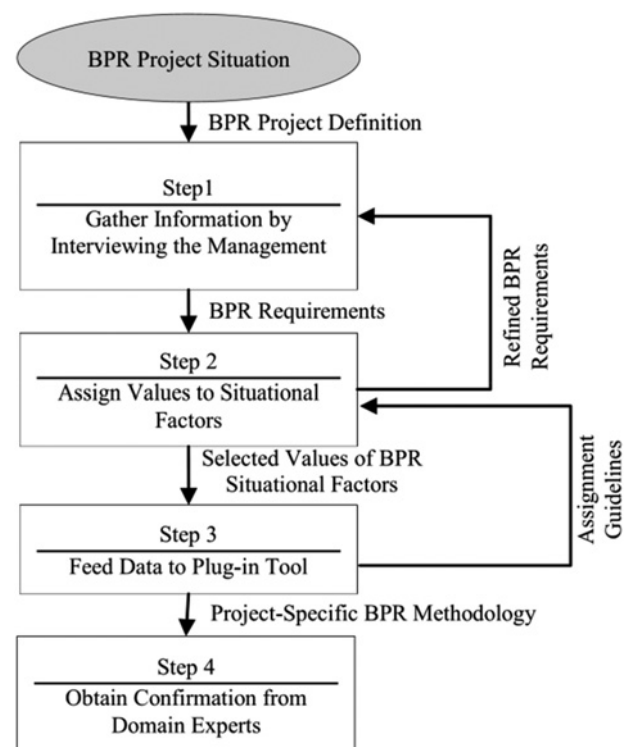 BPR Project Situation
BPR Project Definition
Step1
Gather Information by
Interviewing the Management
BPR Requirements
Refined BPR
Requirements
Step 2
Assign Values to Situational
Factors
Selected Values of BPR
Situational Factors
Assignment
Guidelines
Step 3
Feed Data to Plug-in Tool
Project-Specific BPR Methodology
Step 4
Obtain Confirmation from
Domain Experts